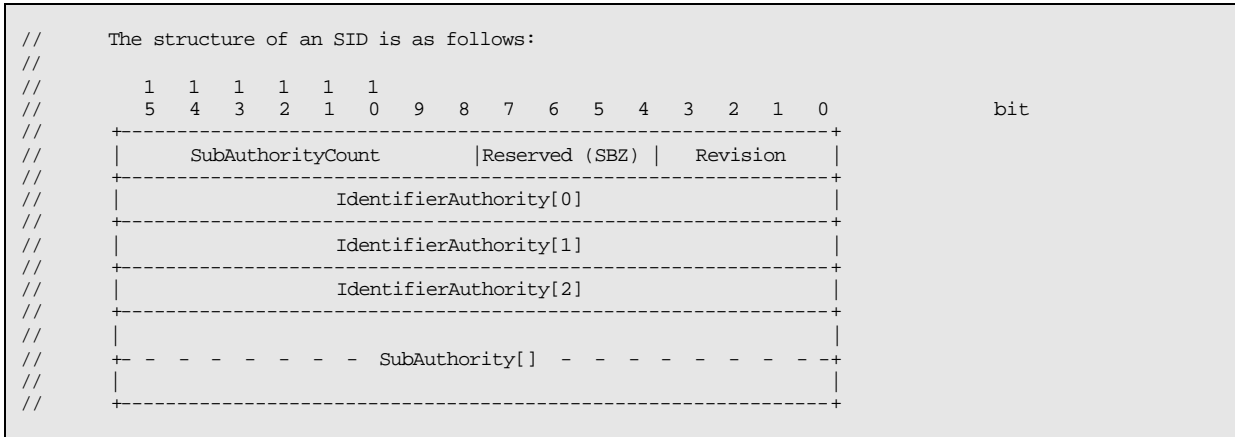 //      The structure of an SID is as follows:
//
//         1   1   1   1   1   1
//         5   4   3   2   1   0   9   8   7   6   5   4   3   2   1   0               bit
//      +---------------------------------------------------------------+
//      |      SubAuthorityCount        |Reserved (SBZ) |   Revision    |
//      +---------------------------------------------------------------+
//      |                   IdentifierAuthority[0]                      |
//      +---------------------------------------------------------------+
//      |                   IdentifierAuthority[1]                      |
//      +---------------------------------------------------------------+
//      |                   IdentifierAuthority[2]                      |
//      +---------------------------------------------------------------+
//      |                                                               |
//      +- - - - - - - - SubAuthority[] - - - - - - - - -+
//      |                                                               |
//      +---------------------------------------------------------------+